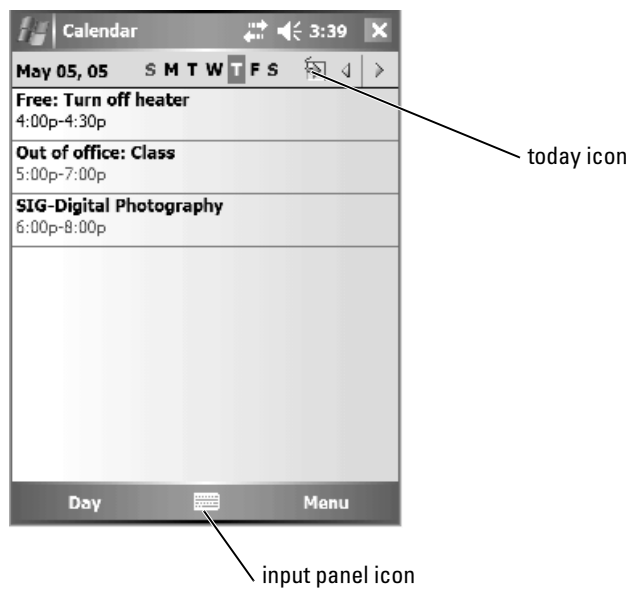 Calendar 3:39
May 05, 05 S M T W T F S
Free: Turn off heater
4:00p-4:30p
today icon
Out of office: Class
5:00p-7:00p
SIG-Digital Photography
6:00p-8:00p
Day Menu
input panel icon